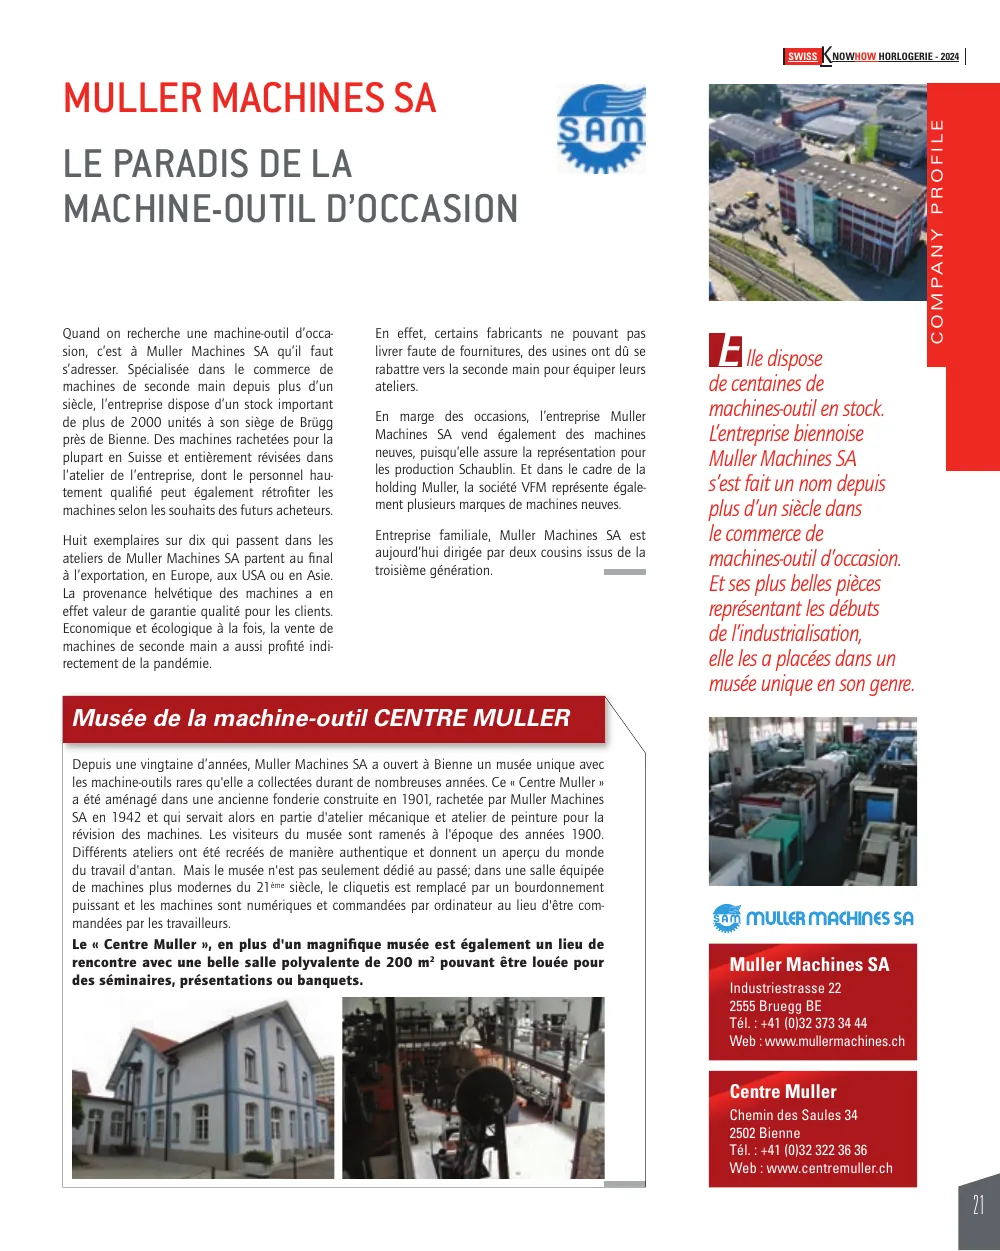 SWISS KNOWHOW HORLOGERIE - 2024
MULLER MACHINES SA
LE PARADIS DE LA
MACHINE-OUTIL D’OCCASION
SAM
COMPANY PROFILE
Quand on recherche une machine-outil d’occa-
sion, c’est à Muller Machines SA qu’il faut
s’adresser. Spécialisée dans le commerce de
machines de seconde main depuis plus d’un
siècle, l’entreprise dispose d’un stock important
de plus de 2000 unités à son siège de Brügg
près de Bienne. Des machines rachetées pour la
plupart en Suisse et entièrement révisées dans
l’atelier de l’entreprise, dont le personnel hau-
tement qualifié peut également rétrofiter les
machines selon les souhaits des futurs acheteurs.
Huit exemplaires sur dix qui passent dans les
ateliers de Muller Machines SA partent au final
à l’exportation, en Europe, aux USA ou en Asie.
La provenance helvétique des machines a en
effet valeur de garantie qualité pour les clients.
Economique et écologique à la fois, la vente de
machines de seconde main a aussi profité indi-
rectement de la pandémie.
En effet, certains fabricants ne pouvant pas
livrer faute de fournitures, des usines ont dû se
rabattre vers la seconde main pour équiper leurs
ateliers.
En marge des occasions, l’entreprise Muller
Machines SA vend également des machines
neuves, puisqu’elle assure la représentation pour
les production Schaublin. Et dans le cadre de la
holding Muller, la société VFM représente égale-
ment plusieurs marques de machines neuves.
Entreprise familiale, Muller Machines SA est
aujourd’hui dirigée par deux cousins issus de la
troisième génération.
Elle dispose
de centaines de
machines-outil en stock.
L’entreprise biennoise
Muller Machines SA
s’est fait un nom depuis
plus d’un siècle dans
le commerce de
machines-outil d’occasion.
Et ses plus belles pièces
représentant les débuts
de l’industrialisation,
elle les a placées dans un
musée unique en son genre.
Musée de la machine-outil CENTRE MULLER
Depuis une vingtaine d’années, Muller Machines SA a ouvert à Bienne un musée unique avec
les machine-outils rares qu'elle a collectées durant de nombreuses années. Ce « Centre Muller »
a été aménagé dans une ancienne fonderie construite en 1901, rachetée par Muller Machines
SA en 1942 et qui servait alors en partie d'atelier mécanique et atelier de peinture pour la
révision des machines. Les visiteurs du musée sont ramenés à l'époque des années 1900.
Différents ateliers ont été recréés de manière authentique et donnent un aperçu du monde
du travail d'antan. Mais le musée n'est pas seulement dédié au passé; dans une salle équipée
de machines plus modernes du 21ème siècle, le cliquetis est remplacé par un bourdonnement
puissant et les machines sont numériques et commandées par ordinateur au lieu d'être com-
mandées par les travailleurs.
Le « Centre Muller », en plus d'un magnifique musée est également un lieu de
rencontre avec une belle salle polyvalente de 200 m² pouvant être louée pour
des séminaires, présentations ou banquets.
SAM MULLER MACHINES SA
Muller Machines SA
Industriestrasse 22
2555 Bruegg BE
Tél. : +41 (0)32 373 34 44
Web : www.mullermachines.ch
Centre Muller
Chemin des Saules 34
2502 Bienne
Tél. : +41 (0)32 322 36 36
Web : www.centremuller.ch
21